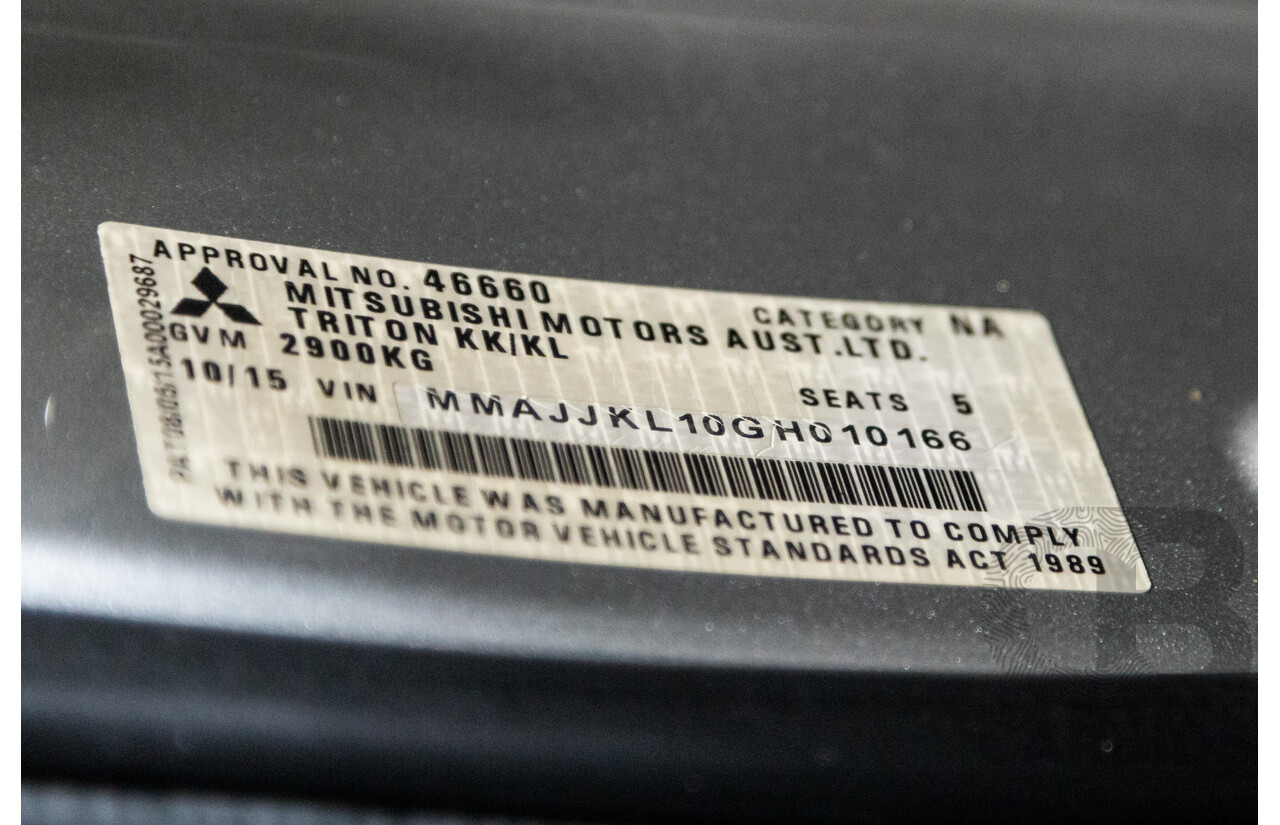 APPROVAL NO. 46660
CATEGORY NA
MITSUBISHI MOTORS AUST.LTD.
TRITON KK/KL
GVM 2900KG
SEATS 5
10/15 VIN MMAJJKL10GH010166
THIS VEHICLE WAS MANUFACTURED TO COMPLY
WITH THE MOTOR VEHICLE STANDARDS ACT 1989